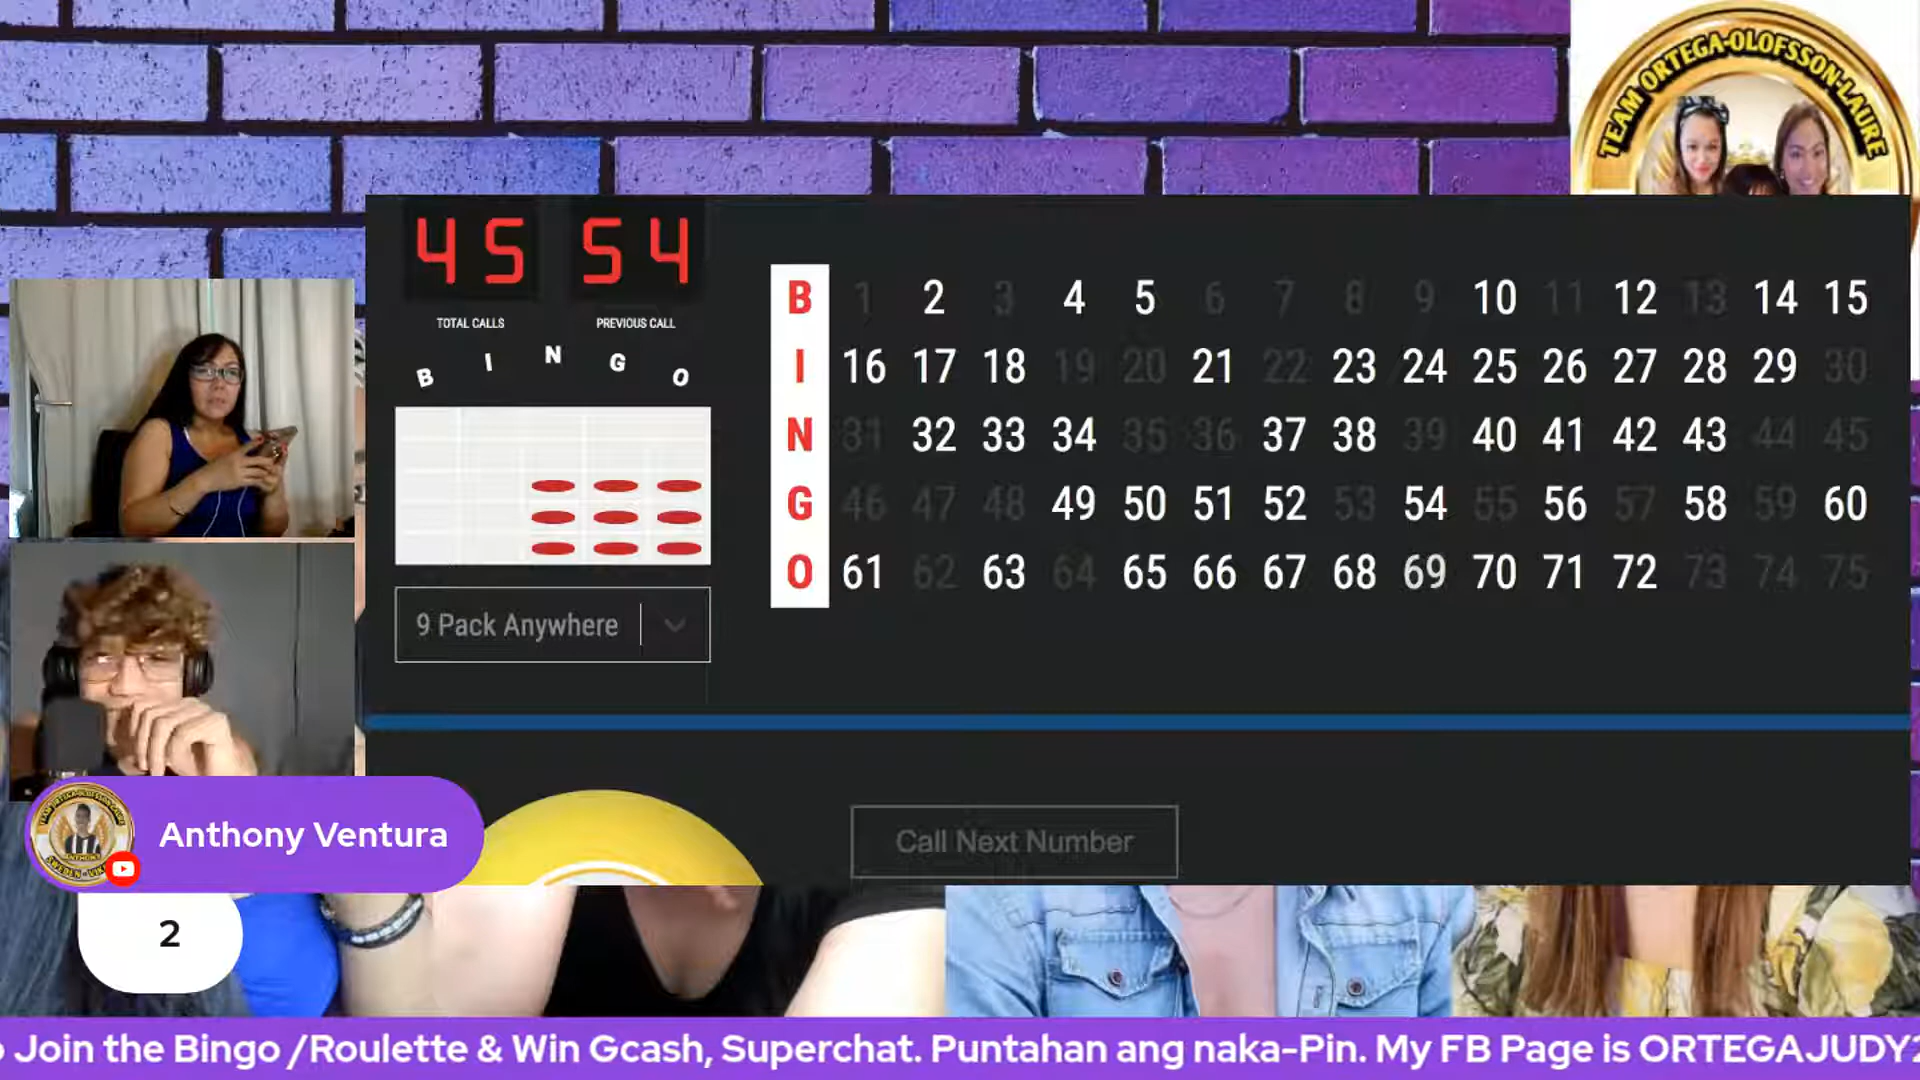 TEAM ORTEGA-OLOFSSON-LAURE
45 54
TOTAL CALLS PREVIOUS CALL
B I N G O
B 1 2 3 4 5 6 7 8 9 10 11 12 13 14 15
I 16 17 18 19 20 21 22 23 24 25 26 27 28 29 30
N 31 32 33 34 35 36 37 38 39 40 41 42 43 44 45
G 46 47 48 49 50 51 52 53 54 55 56 57 58 59 60
O 61 62 63 64 65 66 67 68 69 70 71 72 73 74 75
9 Pack Anywhere
Call Next Number
Anthony Ventura
2
Join the Bingo /Roulette & Win Gcash, Superchat. Puntahan ang naka-Pin. My FB Page is ORTEGAJUDY